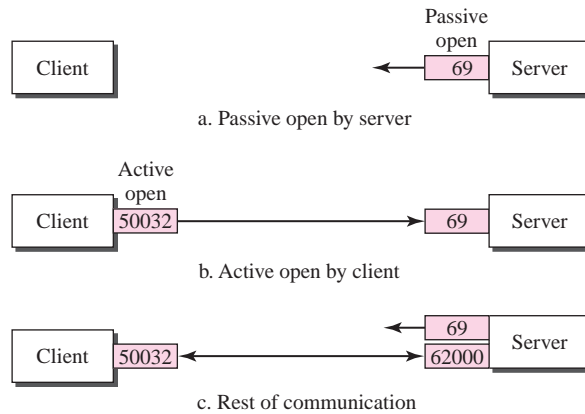 Passive
open
Client
69
Server
a. Passive open by server
Active
open
Client
50032
69
Server
b. Active open by client
69
Client
50032
62000
Server
c. Rest of communication